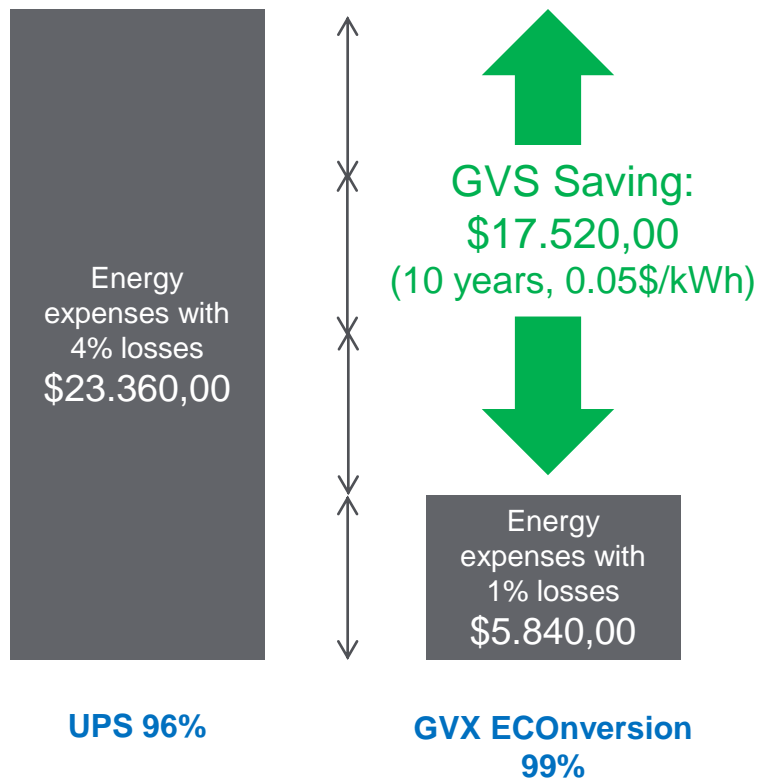 Energy
expenses with
4% losses
$23.360,00
GVS Saving:
$17.520,00
(10 years, 0.05$/kWh)
Energy
expenses with
1% losses
$5.840,00
UPS 96%
GVX ECOnversion
99%